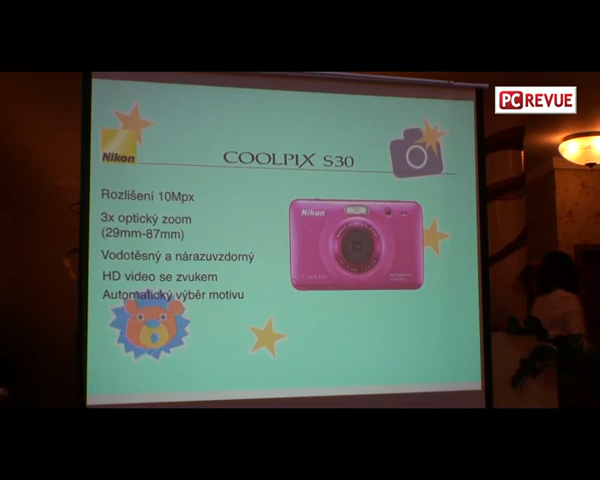 PC REVUE
Nikon
COOLPIX S30
Rozlišení 10Mpx
3x optický zoom
(29mm-87mm)
Vodotěsný a nárazuvzdorný
HD video se zvukem
Automatický výběr motivu
Nikon
COOLPIX